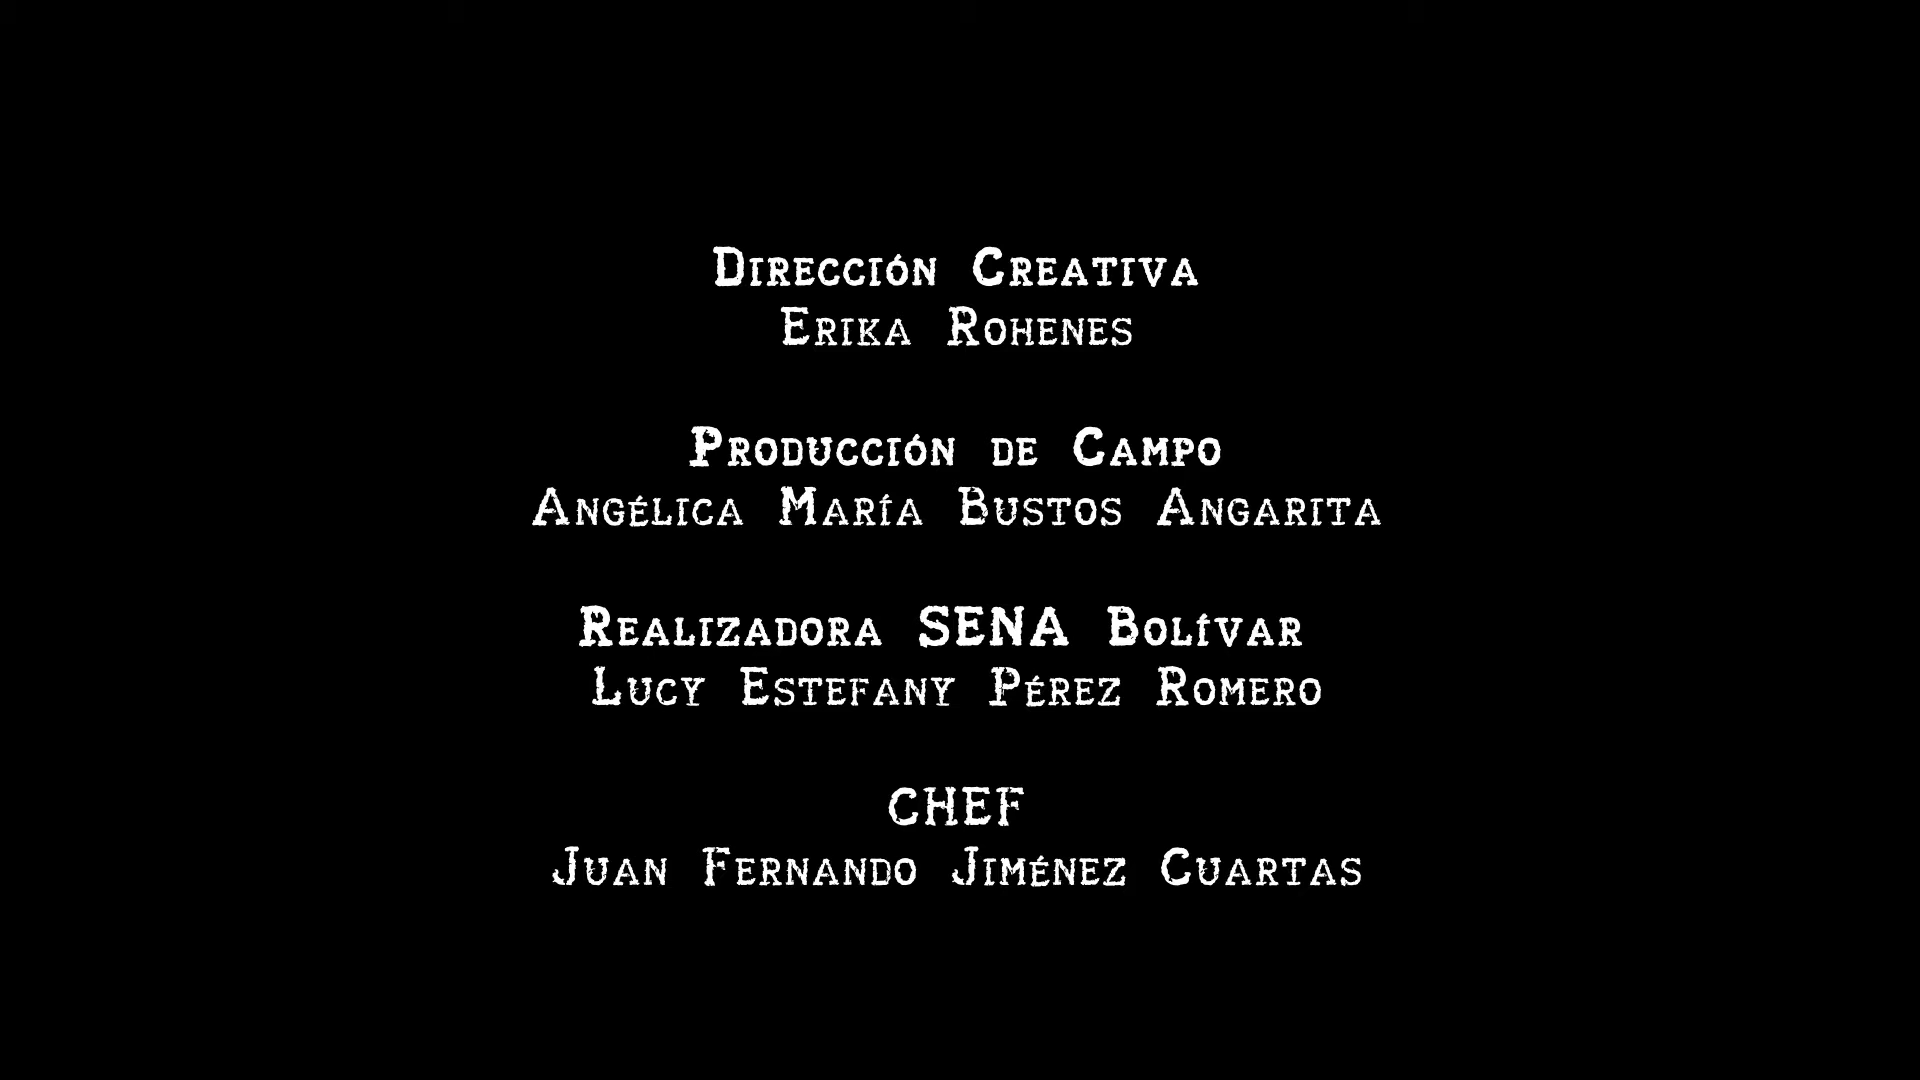 Dirección Creativa
Erika Rohenes
Producción de Campo
Angélica María Bustos Angarita
Realizadora SENA Bolívar
Lucy Estefany Pérez Romero
CHEF
Juan Fernando Jiménez Cuartas